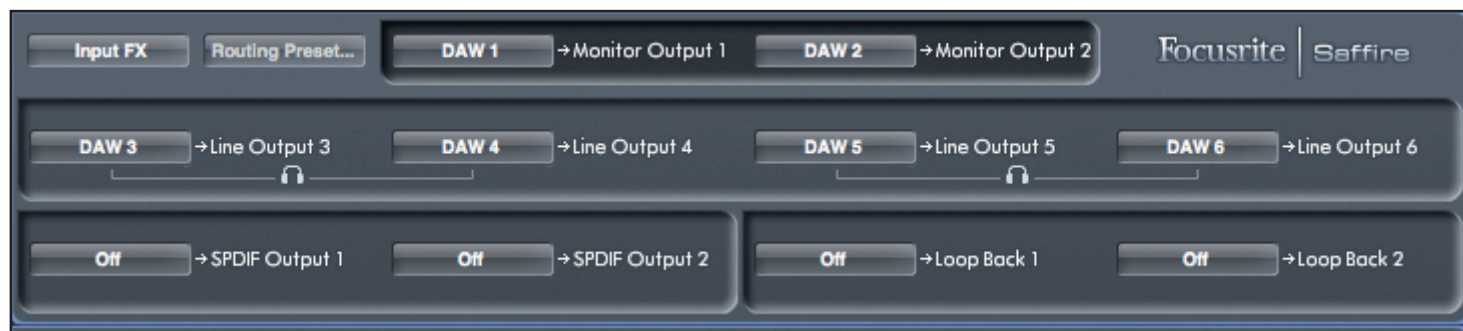 Input FX Routing Preset... DAW 1 →Monitor Output 1 DAW 2 →Monitor Output 2 Focusrite | Saffire
DAW 3 →Line Output 3 DAW 4 →Line Output 4 DAW 5 →Line Output 5 DAW 6 →Line Output 6
Off →SPDIF Output 1 Off →SPDIF Output 2 Off →Loop Back 1 Off →Loop Back 2